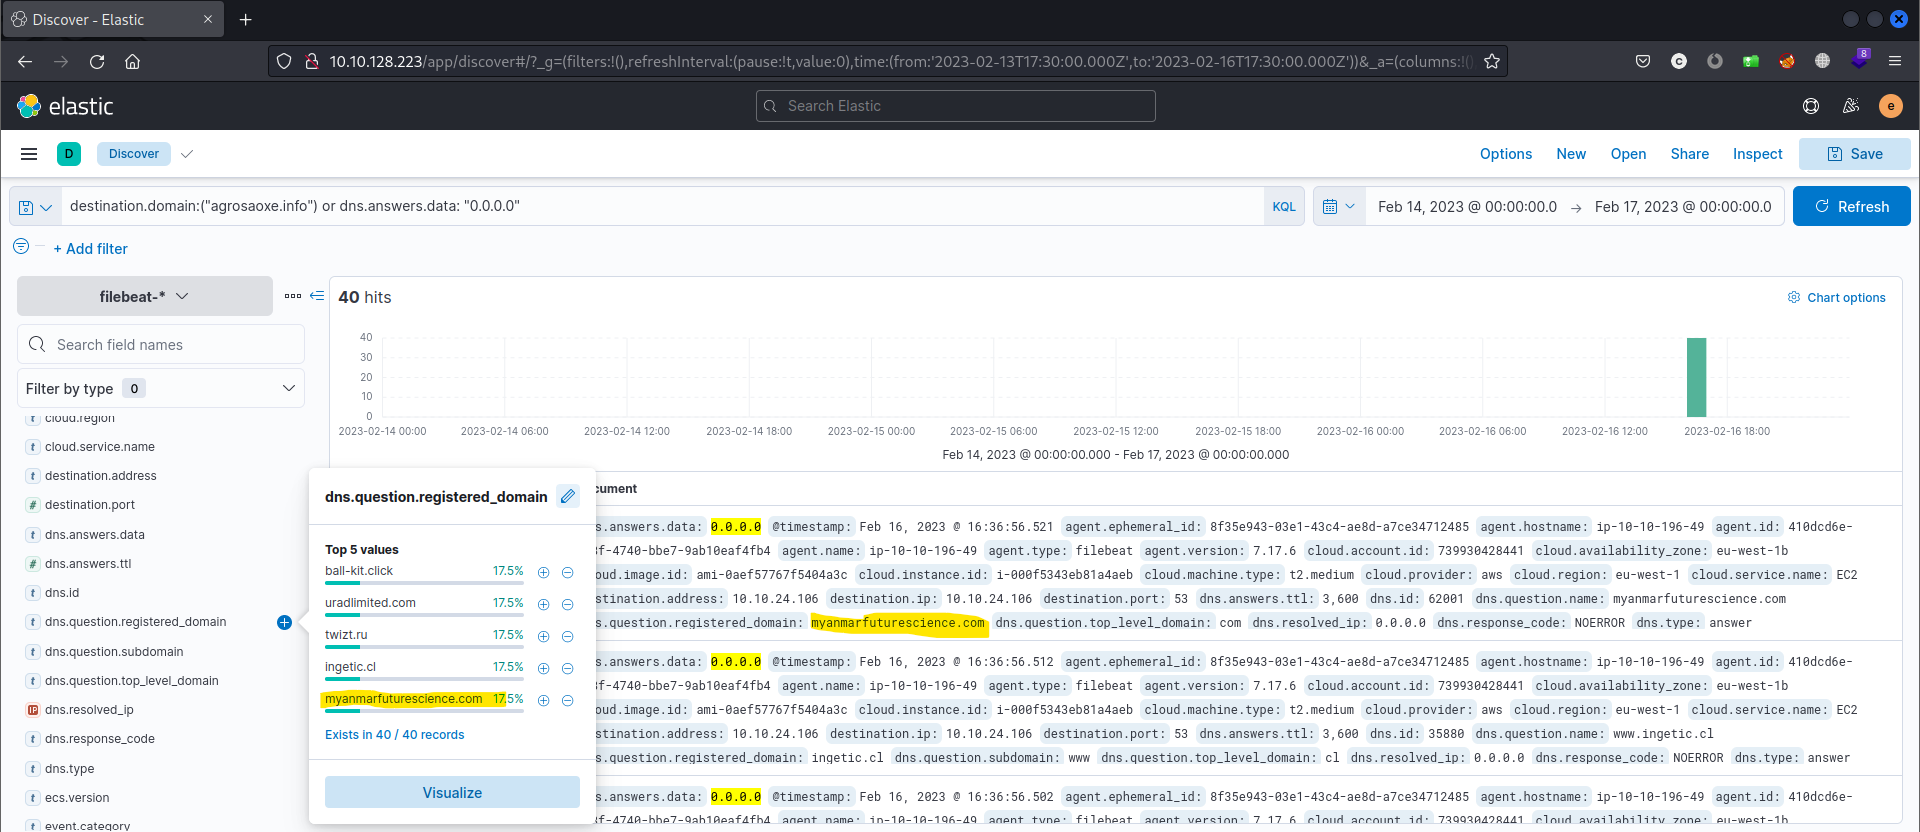 Discover - Elastic
10.10.128.223/app/discover#/?_g=(filters:!(),refreshInterval:(pause:!t,value:0),time:(from:'2023-02-13T17:30:00.000Z',to:'2023-02-16T17:30:00.000Z'))&_a=(columns:!()
8
elastic
Search Elastic
e
D Discover
Options New Open Share Inspect Save
destination.domain:("agrosaoxe.info") or dns.answers.data: "0.0.0.0"
KQL
Feb 14, 2023 @ 00:00:00.0 → Feb 17, 2023 @ 00:00:00.0
Refresh
+ Add filter
filebeat-*
Search field names
Filter by type 0
t cloud.region
t cloud.service.name
t destination.address
# destination.port
t dns.answers.data
# dns.answers.ttl
t dns.id
t dns.question.registered_domain
t dns.question.subdomain
t dns.question.top_level_domain
IP dns.resolved_ip
t dns.response_code
t dns.type
t ecs.version
t event.category
dns.question.registered_domain
Top 5 values
ball-kit.click 17.5%
uradlimited.com 17.5%
twizt.ru 17.5%
ingetic.cl 17.5%
myanmarfuturescience.com 17.5%
Exists in 40 / 40 records
Visualize
40 hits
Chart options
40
30
20
10
0
2023-02-14 00:00 2023-02-14 06:00 2023-02-14 12:00 2023-02-14 18:00 2023-02-15 00:00 2023-02-15 06:00 2023-02-15 12:00 2023-02-15 18:00 2023-02-16 00:00 2023-02-16 06:00 2023-02-16 12:00 2023-02-16 18:00
Feb 14, 2023 @ 00:00:00.000 - Feb 17, 2023 @ 00:00:00.000
cument
s.answers.data: 0.0.0.0 @timestamp: Feb 16, 2023 @ 16:36:56.521 agent.ephemeral_id: 8f35e943-03e1-43c4-ae8d-a7ce34712485 agent.hostname: ip-10-10-196-49 agent.id: 410dcd6e-
3f-4740-bbe7-9ab10eaf4fb4 agent.name: ip-10-10-196-49 agent.type: filebeat agent.version: 7.17.6 cloud.account.id: 739930428441 cloud.availability_zone: eu-west-1b
oud.image.id: ami-0aef57767f5404a3c cloud.instance.id: i-000f5343eb81a4aeb cloud.machine.type: t2.medium cloud.provider: aws cloud.region: eu-west-1 cloud.service.name: EC2
stination.address: 10.10.24.106 destination.ip: 10.10.24.106 destination.port: 53 dns.answers.ttl: 3,600 dns.id: 62001 dns.question.name: myanmarfuturescience.com
s.question.registered_domain: myanmarfuturescience.com dns.question.top_level_domain: com dns.resolved_ip: 0.0.0.0 dns.response_code: NOERROR dns.type: answer
s.answers.data: 0.0.0.0 @timestamp: Feb 16, 2023 @ 16:36:56.512 agent.ephemeral_id: 8f35e943-03e1-43c4-ae8d-a7ce34712485 agent.hostname: ip-10-10-196-49 agent.id: 410dcd6e-
3f-4740-bbe7-9ab10eaf4fb4 agent.name: ip-10-10-196-49 agent.type: filebeat agent.version: 7.17.6 cloud.account.id: 739930428441 cloud.availability_zone: eu-west-1b
oud.image.id: ami-0aef57767f5404a3c cloud.instance.id: i-000f5343eb81a4aeb cloud.machine.type: t2.medium cloud.provider: aws cloud.region: eu-west-1 cloud.service.name: EC2
stination.address: 10.10.24.106 destination.ip: 10.10.24.106 destination.port: 53 dns.answers.ttl: 3,600 dns.id: 35880 dns.question.name: www.ingetic.cl
s.question.registered_domain: ingetic.cl dns.question.subdomain: www dns.question.top_level_domain: cl dns.resolved_ip: 0.0.0.0 dns.response_code: NOERROR dns.type: answer
s.answers.data: 0.0.0.0 @timestamp: Feb 16, 2023 @ 16:36:56.502 agent.ephemeral_id: 8f35e943-03e1-43c4-ae8d-a7ce34712485 agent.hostname: ip-10-10-196-49 agent.id: 410dcd6e-
3f-4740-bbe7-9ab10eaf4fb4 agent.name: ip-10-10-196-49 agent.type: filebeat agent.version: 7.17.6 cloud.account.id: 739930428441 cloud.availability_zone: eu-west-1b